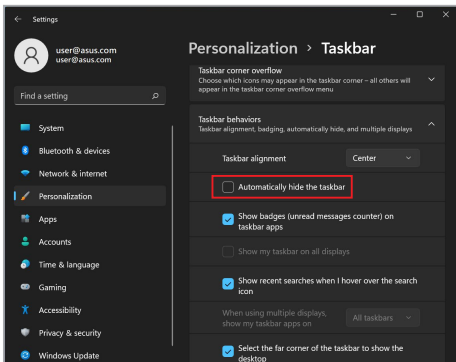 Settings
user@asus.com
user@asus.com
Find a setting
System
Bluetooth & devices
Network & internet
Personalization
Apps
Accounts
Time & language
Gaming
Accessibility
Privacy & security
Windows Update
Personalization > Taskbar
Taskbar corner overflow
Choose which icons may appear in the taskbar corner – all others will
appear in the taskbar corner overflow menu
Taskbar behaviors
Taskbar alignment, badging, automatically hide, and multiple displays
Taskbar alignment
Center
Automatically hide the taskbar
Show badges (unread messages counter) on
taskbar apps
Show my taskbar on all displays
Show recent searches when I hover over the search
icon
When using multiple displays,
show my taskbar apps on
All taskbars
Select the far corner of the taskbar to show the
desktop